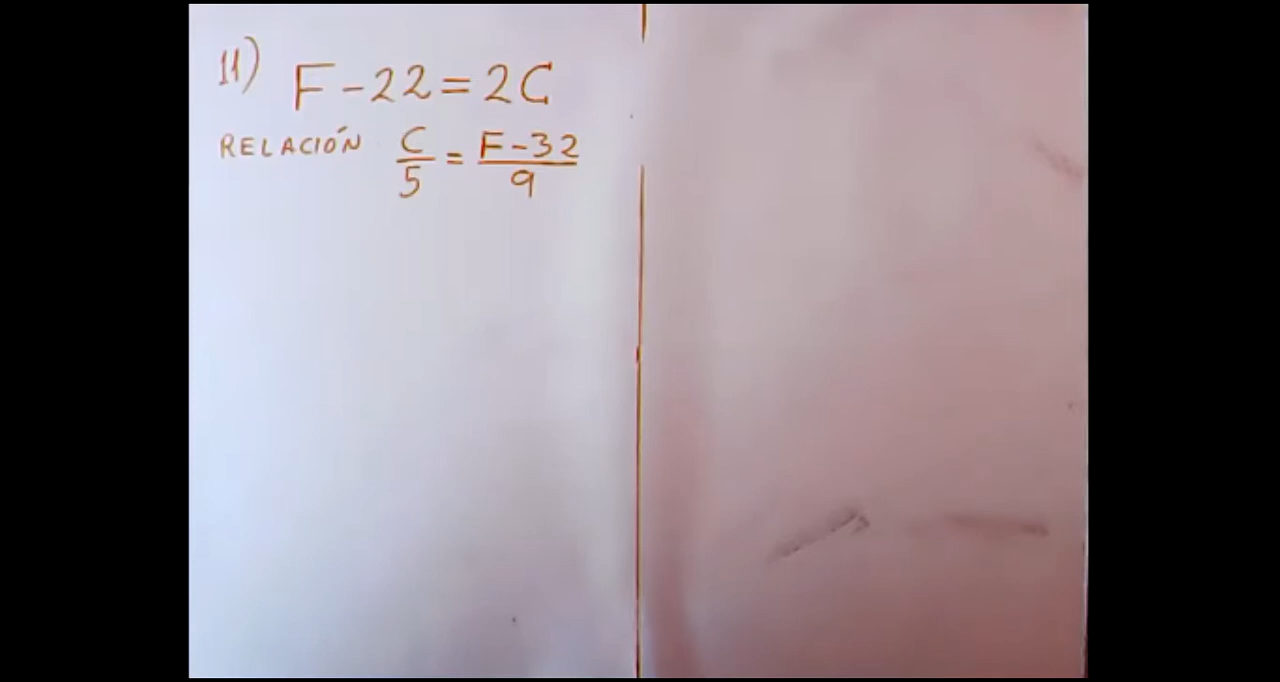 11) F-22=2C
RELACIÓN C/5 = F-32/9